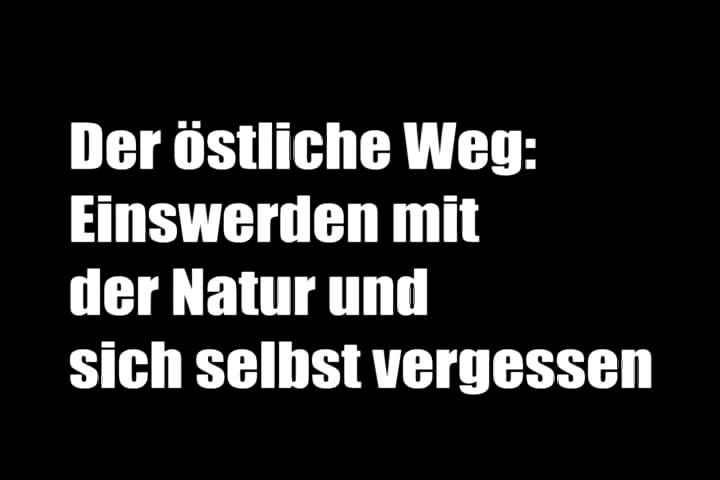 Der östliche Weg:
Einswerden mit
der Natur und
sich selbst vergessen